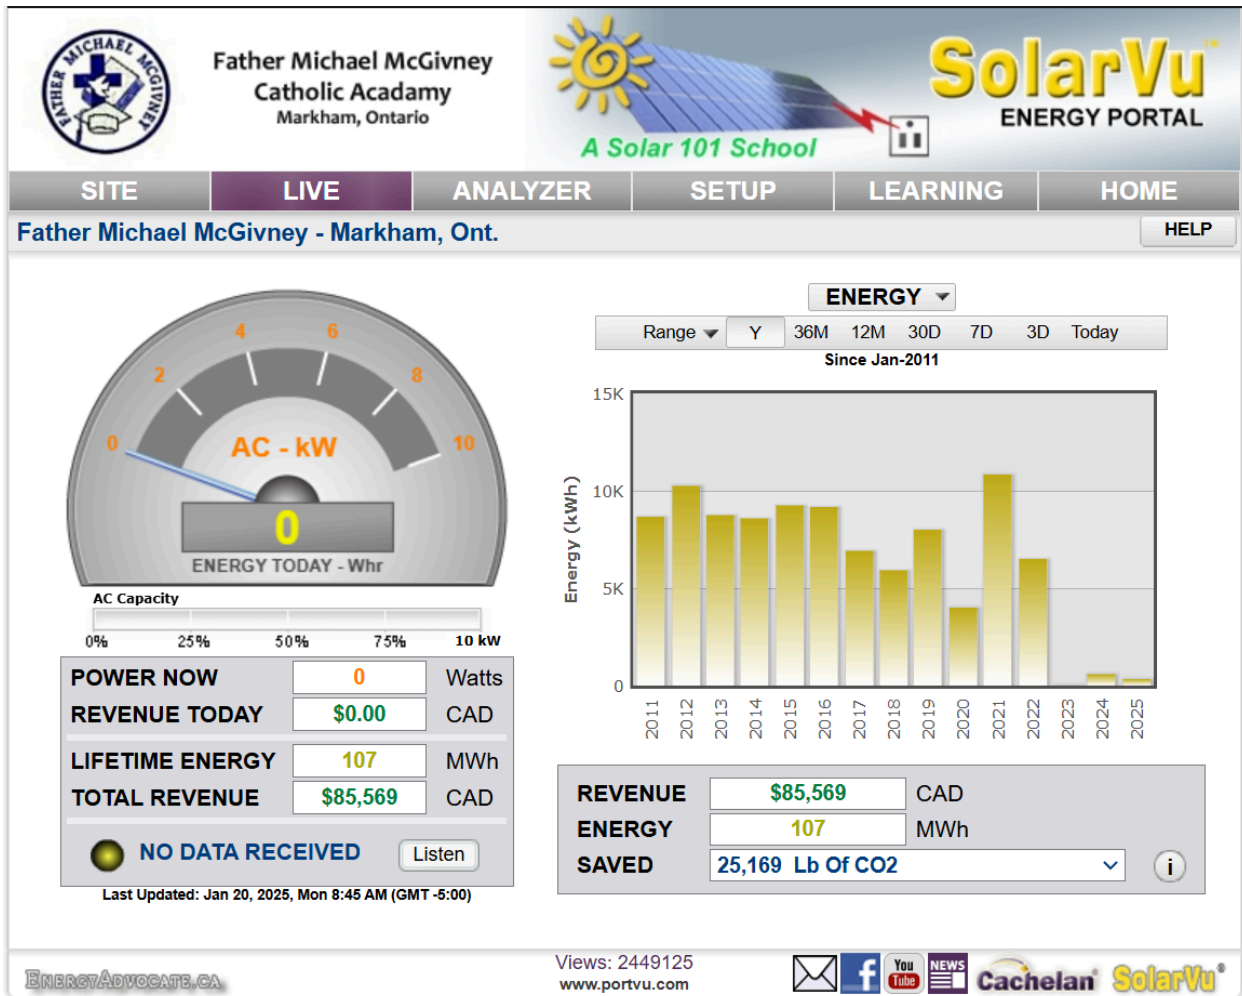 FATHER MICHAEL MCGIVNEY
Father Michael McGivney
Catholic Acadamy
Markham, Ontario
A Solar 101 School
SolarVu™
ENERGY PORTAL
SITE LIVE ANALYZER SETUP LEARNING HOME
Father Michael McGivney - Markham, Ont.
HELP
0 2 4 6 8 10
AC - kW
0
ENERGY TODAY - Whr
AC Capacity
0% 25% 50% 75% 10 kW
POWER NOW 0 Watts
REVENUE TODAY $0.00 CAD
LIFETIME ENERGY 107 MWh
TOTAL REVENUE $85,569 CAD
NO DATA RECEIVED Listen
Last Updated: Jan 20, 2025, Mon 8:45 AM (GMT -5:00)
ENERGY
Range Y 36M 12M 30D 7D 3D Today
Since Jan-2011
Energy (kWh)
15K
10K
5K
0
2011 2012 2013 2014 2015 2016 2017 2018 2019 2020 2021 2022 2023 2024 2025
REVENUE $85,569 CAD
ENERGY 107 MWh
SAVED 25,169 Lb Of CO2
i
EnergyAdvocate.ca
Views: 2449125
www.portvu.com
f
You Tube
NEWS
Cachelan
SolarVu®